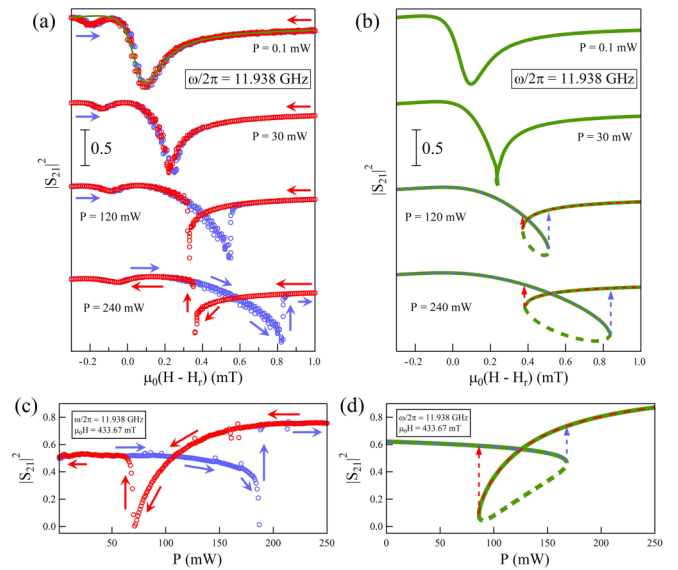 (a)
P = 0.1 mW
ω/2π = 11.938 GHz
P = 30 mW
0.5
|S21|²
P = 120 mW
P = 240 mW
-0.2 0.0 0.2 0.4 0.6 0.8 1.0
μ0(H - Hr) (mT)
(b)
P = 0.1 mW
ω/2π = 11.938 GHz
P = 30 mW
0.5
|S21|²
P = 120 mW
P = 240 mW
-0.2 0.0 0.2 0.4 0.6 0.8 1.0
μ0(H - Hr) (mT)
(c)
ω/2π = 11.938 GHz
μ0H = 433.67 mT
|S21|²
0.8
0.6
0.4
0.2
0.0
0 50 100 150 200 250
P (mW)
(d)
ω/2π = 11.938 GHz
μ0H = 433.67 mT
|S21|²
0.8
0.6
0.4
0.2
0.0
0 50 100 150 200 250
P (mW)